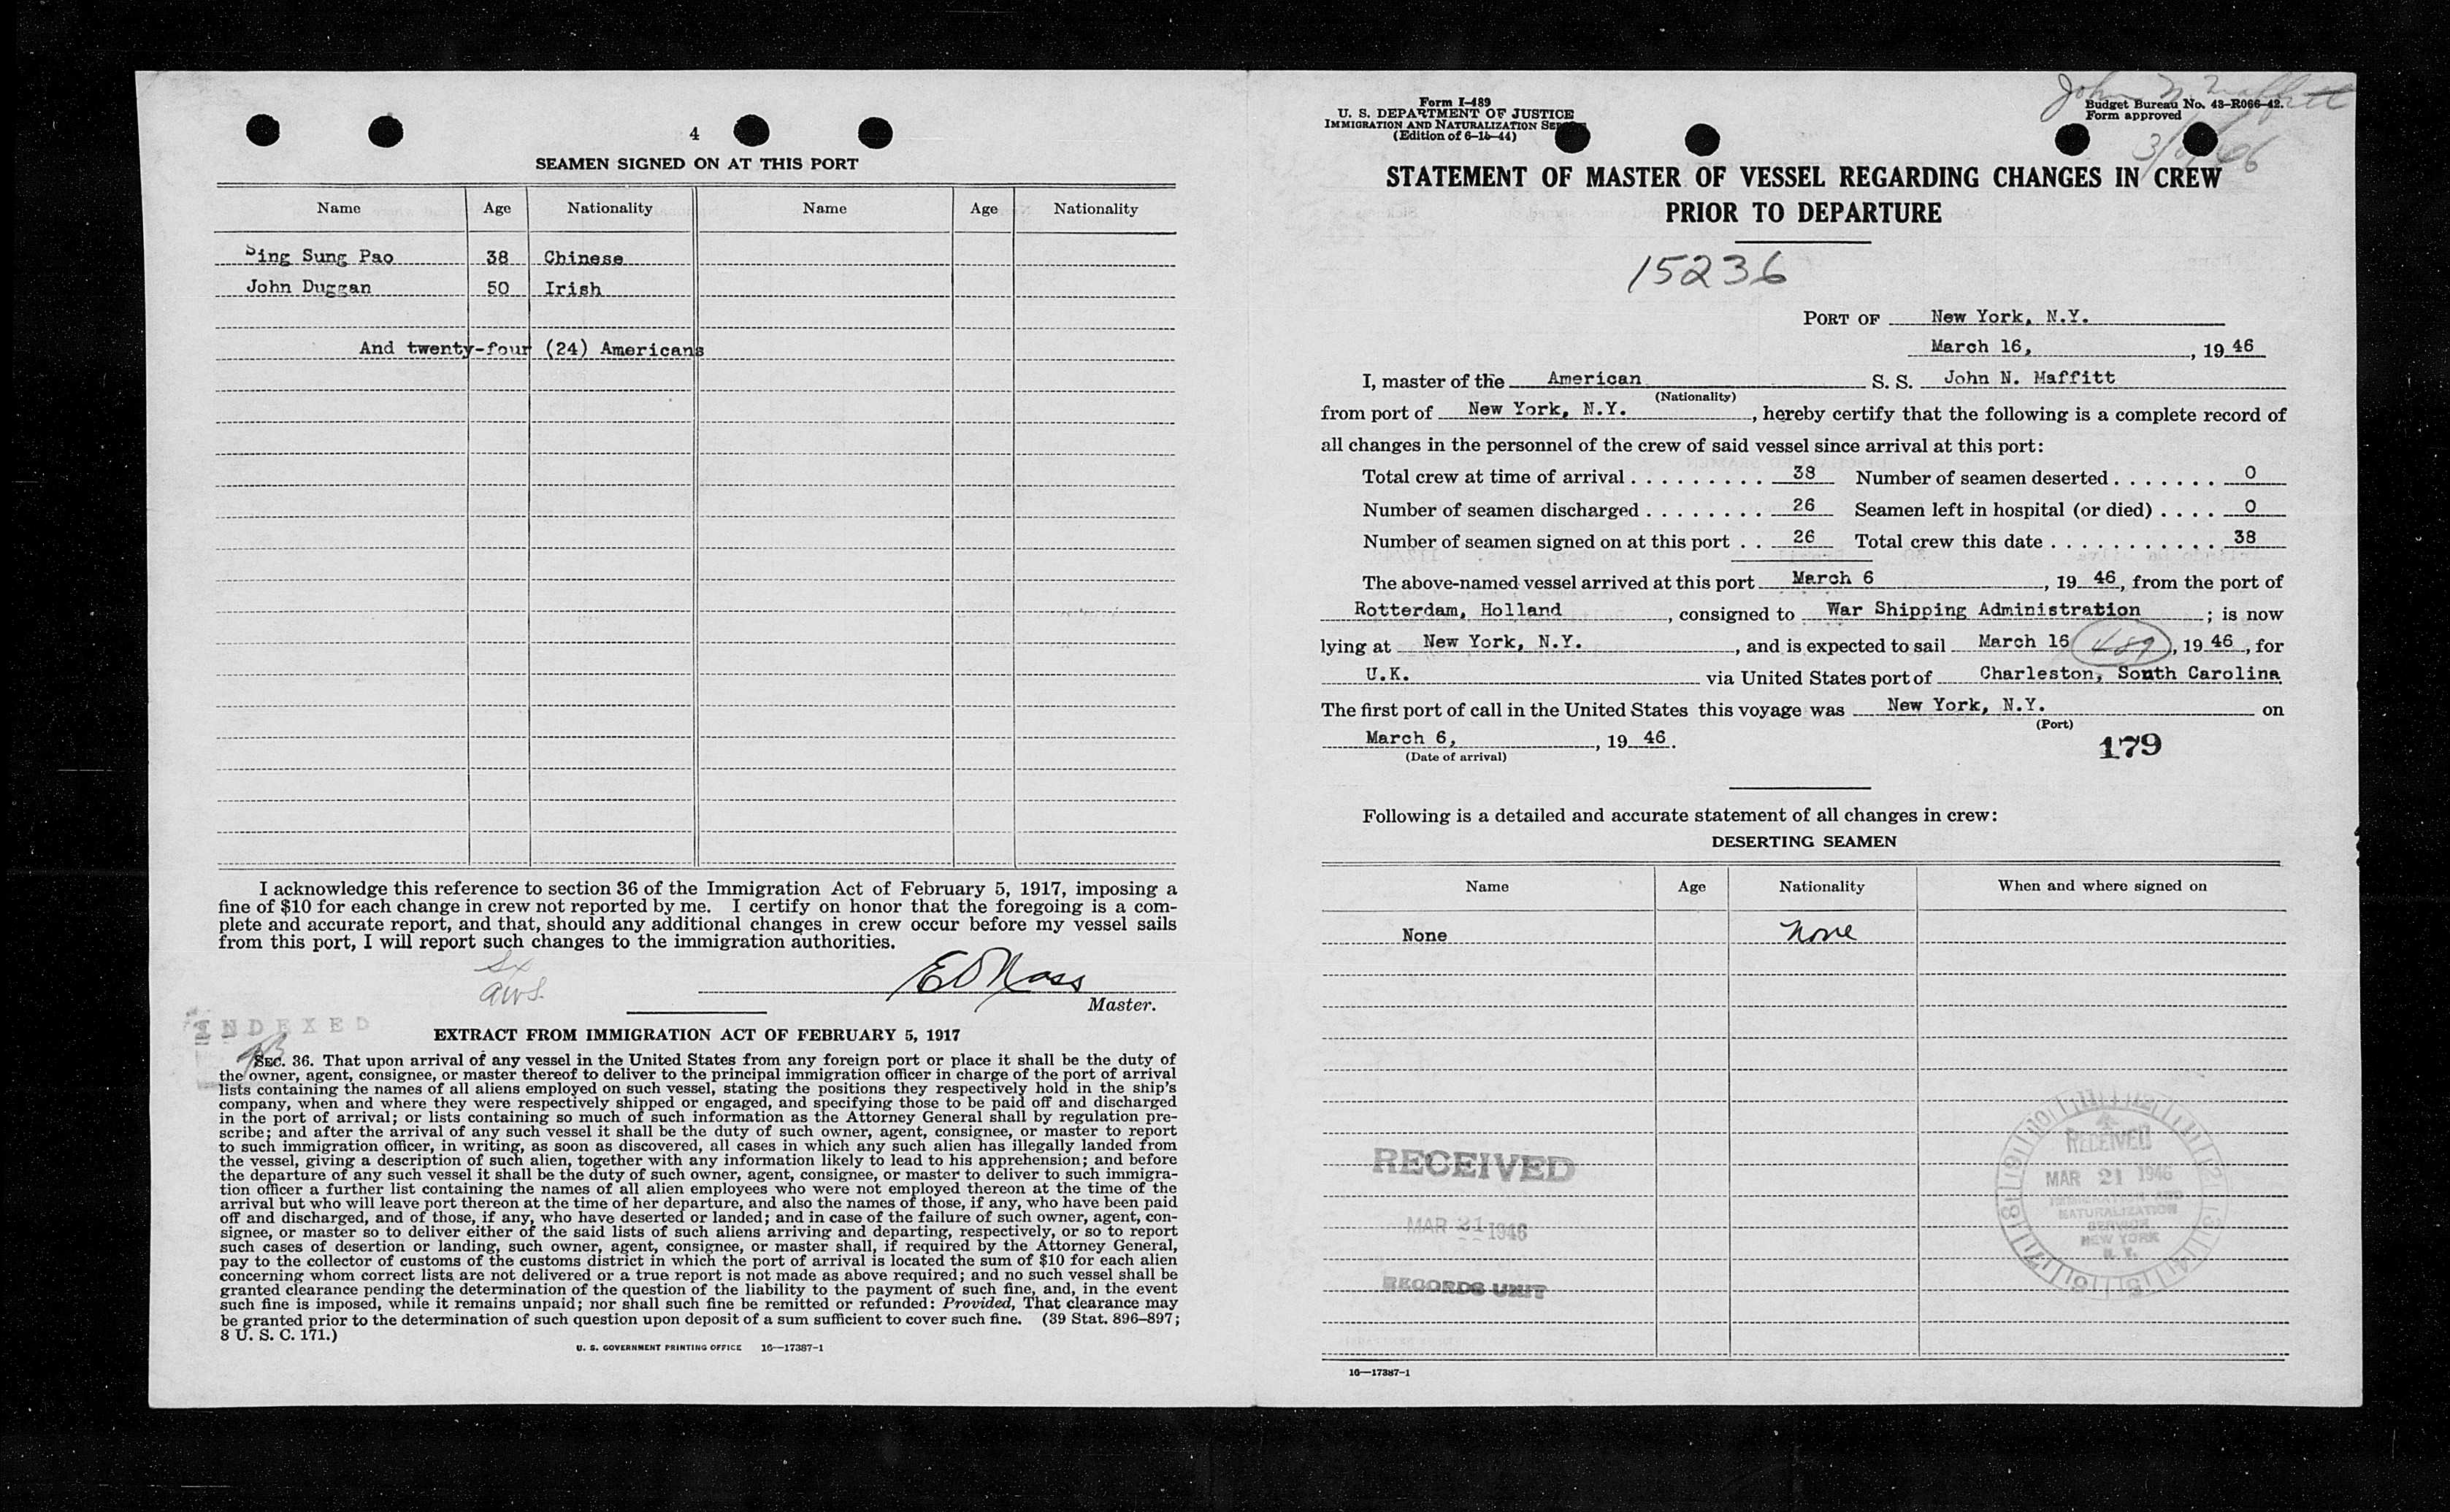 4
SEAMEN SIGNED ON AT THIS PORT
Name Age Nationality Name Age Nationality
Sing Sung Pao 38 Chinese
John Duggan 50 Irish
And twenty-four (24) Americans
I acknowledge this reference to section 36 of the Immigration Act of February 5, 1917, imposing a
fine of $10 for each change in crew not reported by me. I certify on honor that the foregoing is a com-
plete and accurate report, and that, should any additional changes in crew occur before my vessel sails
from this port, I will report such changes to the immigration authorities.
Master.
INDEXED
EXTRACT FROM IMMIGRATION ACT OF FEBRUARY 5, 1917
SEC. 36. That upon arrival of any vessel in the United States from any foreign port or place it shall be the duty of
the owner, agent, consignee, or master thereof to deliver to the principal immigration officer in charge of the port of arrival
lists containing the names of all aliens employed on such vessel, stating the positions they respectively hold in the ship's
company, when and where they were respectively shipped or engaged, and specifying those to be paid off and discharged
in the port of arrival; or lists containing so much of such information as the Attorney General shall by regulation pre-
scribe; and after the arrival of any such vessel it shall be the duty of such owner, agent, consignee, or master to report
to such immigration officer, in writing, as soon as discovered, all cases in which any such alien has illegally landed from
the vessel, giving a description of such alien, together with any information likely to lead to his apprehension; and before
the departure of any such vessel it shall be the duty of such owner, agent, consignee, or master to deliver to such immigra-
tion officer a further list containing the names of all alien employees who were not employed thereon at the time of the
arrival but who will leave port thereon at the time of her departure, and also the names of those, if any, who have been paid
off and discharged, and of those, if any, who have deserted or landed; and in case of the failure of such owner, agent, con-
signee, or master so to deliver either of the said lists of such aliens arriving and departing, respectively, or so to report
such cases of desertion or landing, such owner, agent, consignee, or master shall, if required by the Attorney General,
pay to the collector of customs of the customs district in which the port of arrival is located the sum of $10 for each alien
concerning whom correct lists are not delivered or a true report is not made as above required; and no such vessel shall be
granted clearance pending the determination of the question of the liability to the payment of such fine, and, in the event
such fine is imposed, while it remains unpaid; nor shall such fine be remitted or refunded: Provided, That clearance may
be granted prior to the determination of such question upon deposit of a sum sufficient to cover such fine. (39 Stat. 896–897;
8 U. S. C. 171.)
U. S. GOVERNMENT PRINTING OFFICE 16—17387-1
John N. Maffitt
Form I-489
U. S. DEPARTMENT OF JUSTICE
IMMIGRATION AND NATURALIZATION
(Edition of 6-15-44)
Budget Bureau No. 43-R066-42.
Form approved
STATEMENT OF MASTER OF VESSEL REGARDING CHANGES IN CREW
PRIOR TO DEPARTURE
15236
PORT OF New York, N.Y.
March 16, , 19 46
I, master of the American S. S. John N. Maffitt
(Nationality)
from port of New York, N.Y. , hereby certify that the following is a complete record of
all changes in the personnel of the crew of said vessel since arrival at this port:
Total crew at time of arrival . . . . . . . . . 38 Number of seamen deserted . . . . . . . 0
Number of seamen discharged . . . . . . . . 26 Seamen left in hospital (or died) . . . . 0
Number of seamen signed on at this port . . 26 Total crew this date . . . . . . . . . . . 38
The above-named vessel arrived at this port March 6 , 19 46, from the port of
Rotterdam, Holland , consigned to War Shipping Administration ; is now
lying at New York, N.Y. , and is expected to sail March 16 489 , 19 46 , for
U.K. via United States port of Charleston, South Carolina
The first port of call in the United States this voyage was New York, N.Y. on
(Port)
March 6, , 19 46.
(Date of arrival)
179
Following is a detailed and accurate statement of all changes in crew:
DESERTING SEAMEN
Name Age Nationality When and where signed on
None None
RECEIVED
MAR 21 1946
RECORDS UNIT
RECEIVED
MAR 21 1946
IMMIGRATION AND
NATURALIZATION
SERVICE
NEW YORK
N. Y.
16—17387-1